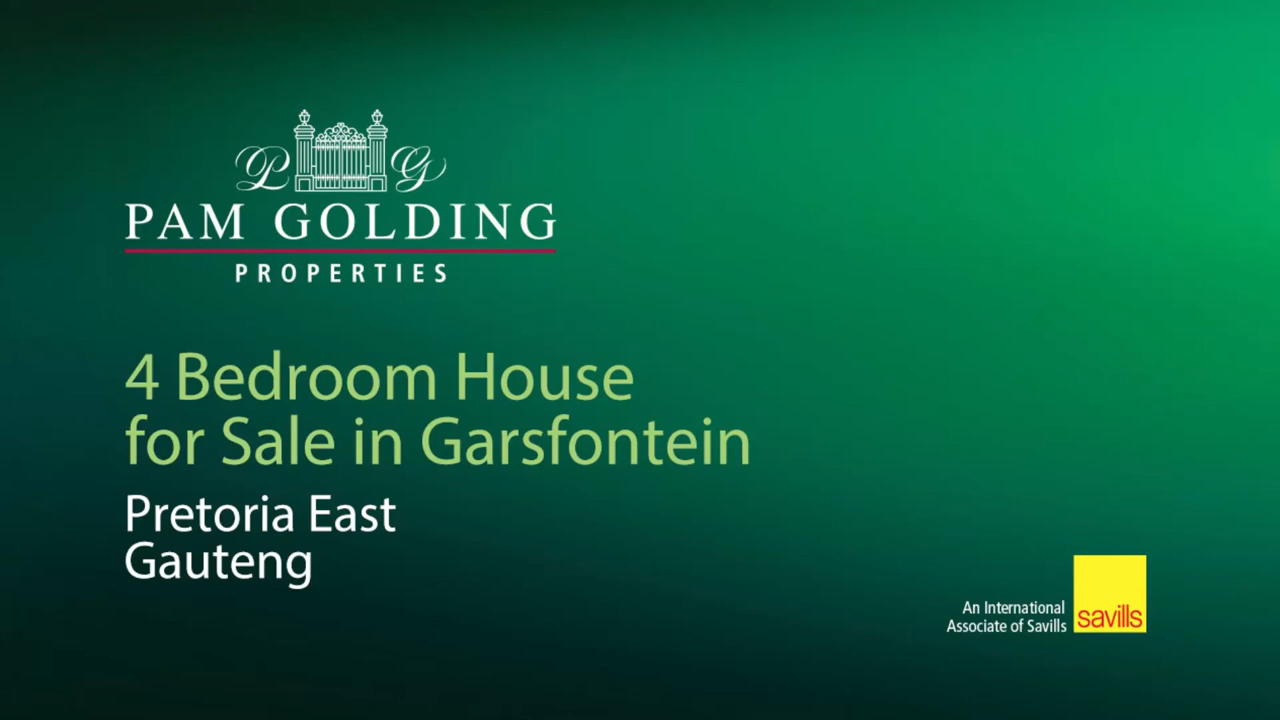 P G
PAM GOLDING
PROPERTIES
4 Bedroom House
for Sale in Garsfontein
Pretoria East
Gauteng
An International
Associate of Savills
savills